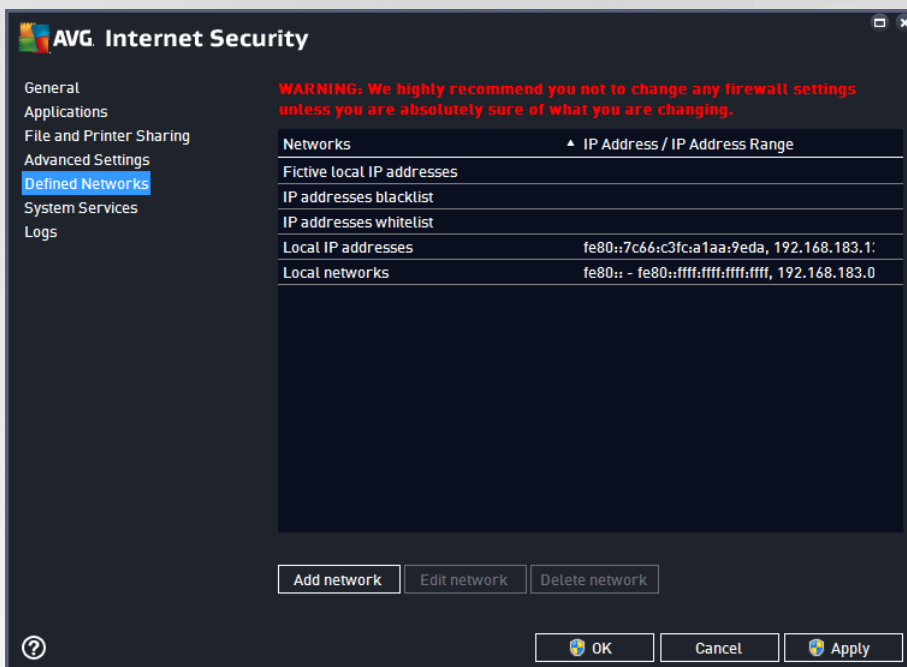 AVG Internet Security
General
Applications
File and Printer Sharing
Advanced Settings
Defined Networks
System Services
Logs
WARNING: We highly recommend you not to change any firewall settings
unless you are absolutely sure of what you are changing.
Networks ▲ IP Address / IP Address Range
Fictive local IP addresses
IP addresses blacklist
IP addresses whitelist
Local IP addresses fe80::7c66:c3fc:a1aa:9eda, 192.168.183.1
Local networks fe80:: - fe80::ffff:ffff:ffff:ffff, 192.168.183.0
Add network Edit network Delete network
? OK Cancel Apply